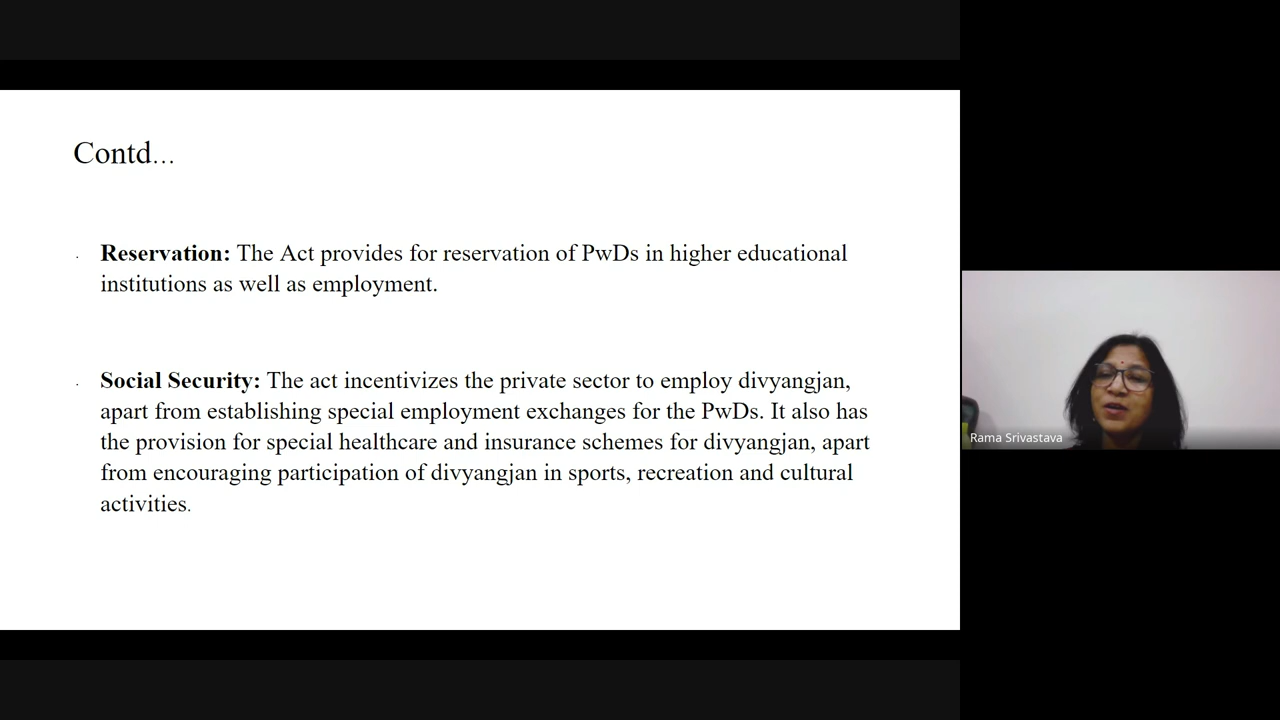 Contd...
Reservation: The Act provides for reservation of PwDs in higher educational
institutions as well as employment.
Social Security: The act incentivizes the private sector to employ divyangjan,
apart from establishing special employment exchanges for the PwDs. It also has
the provision for special healthcare and insurance schemes for divyangjan, apart
from encouraging participation of divyangjan in sports, recreation and cultural
activities.
Rama Srivastava